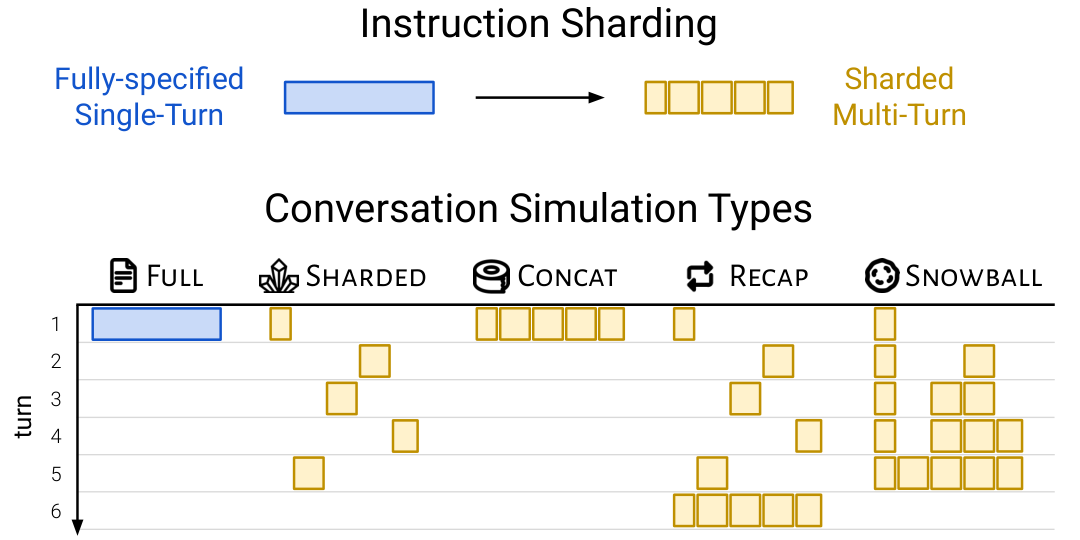 Instruction Sharding
Fully-specified
Single-Turn
Sharded
Multi-Turn
Conversation Simulation Types
FULL
SHARDED
CONCAT
RECAP
SNOWBALL
turn
1
2
3
4
5
6